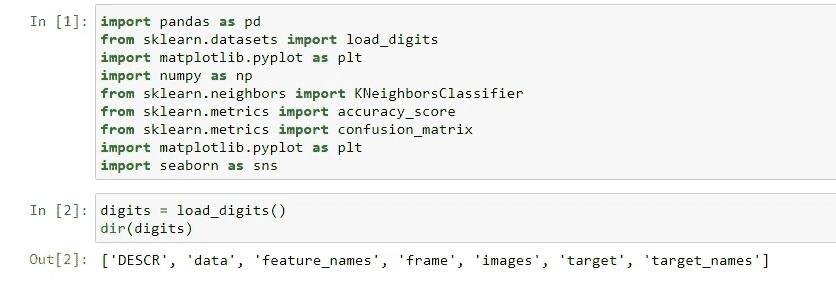 In [1]: import pandas as pd
from sklearn.datasets import load_digits
import matplotlib.pyplot as plt
import numpy as np
from sklearn.neighbors import KNeighborsClassifier
from sklearn.metrics import accuracy_score
from sklearn.metrics import confusion_matrix
import matplotlib.pyplot as plt
import seaborn as sns
In [2]: digits = load_digits()
dir(digits)
Out[2]: ['DESCR', 'data', 'feature_names', 'frame', 'images', 'target', 'target_names']